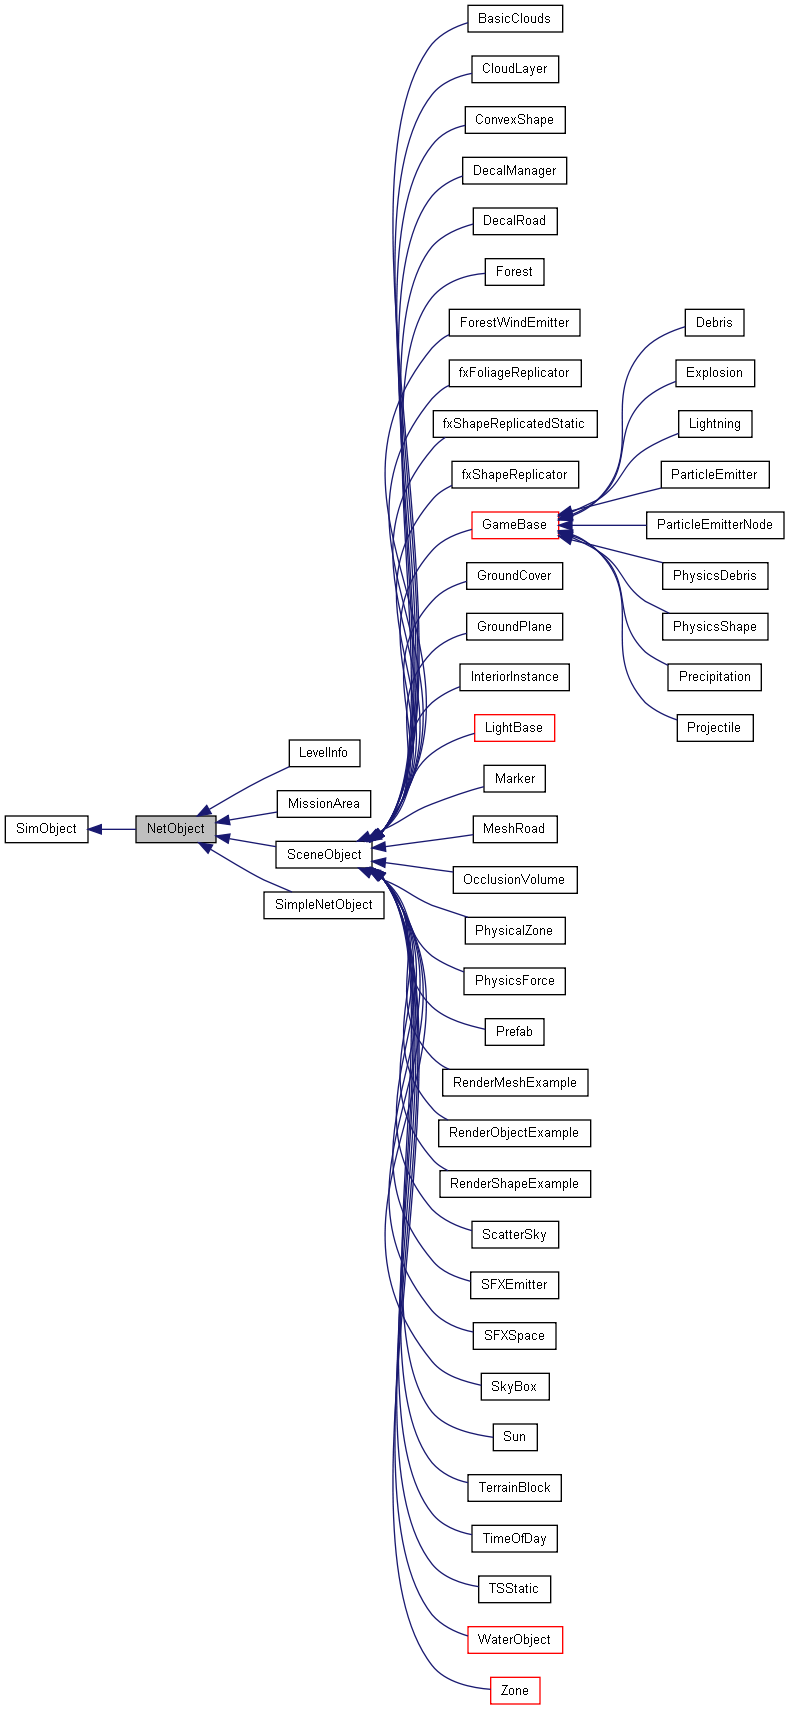 SimObject
NetObject
LevelInfo
MissionArea
SceneObject
SimpleNetObject
BasicClouds
CloudLayer
ConvexShape
DecalManager
DecalRoad
Forest
ForestWindEmitter
fxFoliageReplicator
fxShapeReplicatedStatic
fxShapeReplicator
GameBase
GroundCover
GroundPlane
InteriorInstance
LightBase
Marker
MeshRoad
OcclusionVolume
PhysicalZone
PhysicsForce
Prefab
RenderMeshExample
RenderObjectExample
RenderShapeExample
ScatterSky
SFXEmitter
SFXSpace
SkyBox
Sun
TerrainBlock
TimeOfDay
TSStatic
WaterObject
Zone
Debris
Explosion
Lightning
ParticleEmitter
ParticleEmitterNode
PhysicsDebris
PhysicsShape
Precipitation
Projectile